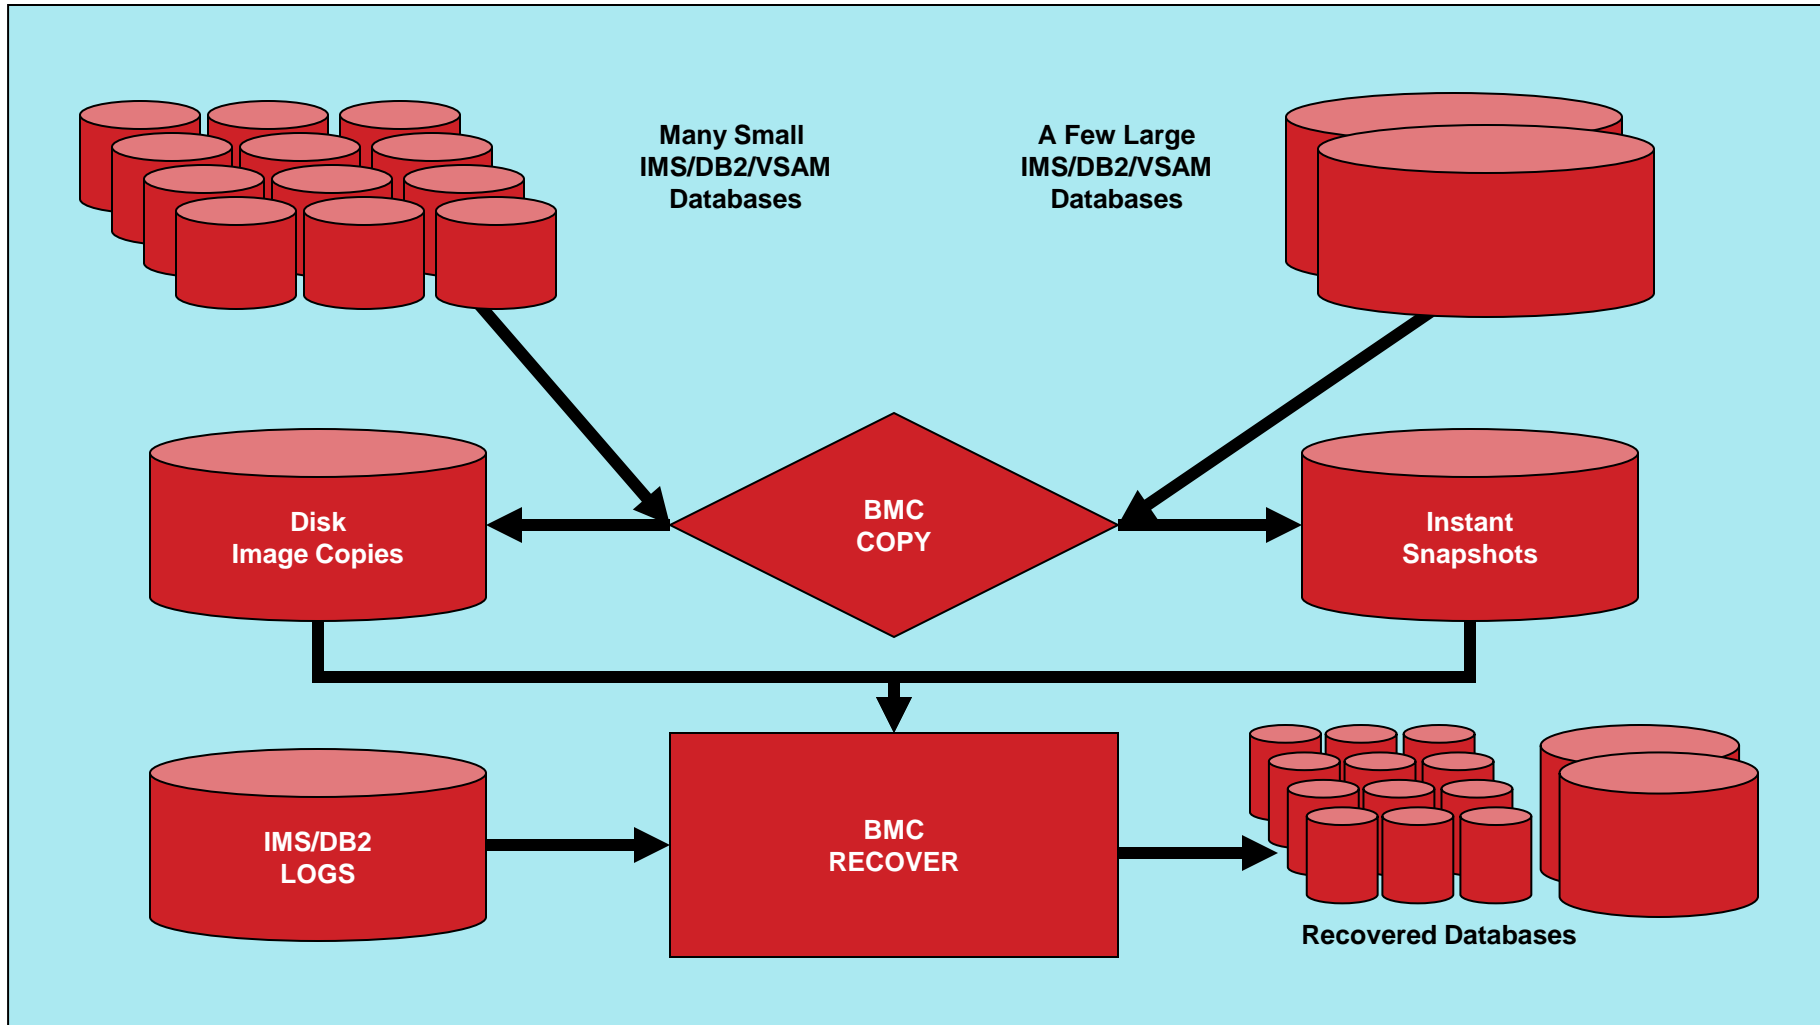 Many Small
IMS/DB2/VSAM
Databases
A Few Large
IMS/DB2/VSAM
Databases
Disk
Image Copies
BMC
COPY
Instant
Snapshots
IMS/DB2
LOGS
BMC
RECOVER
Recovered Databases